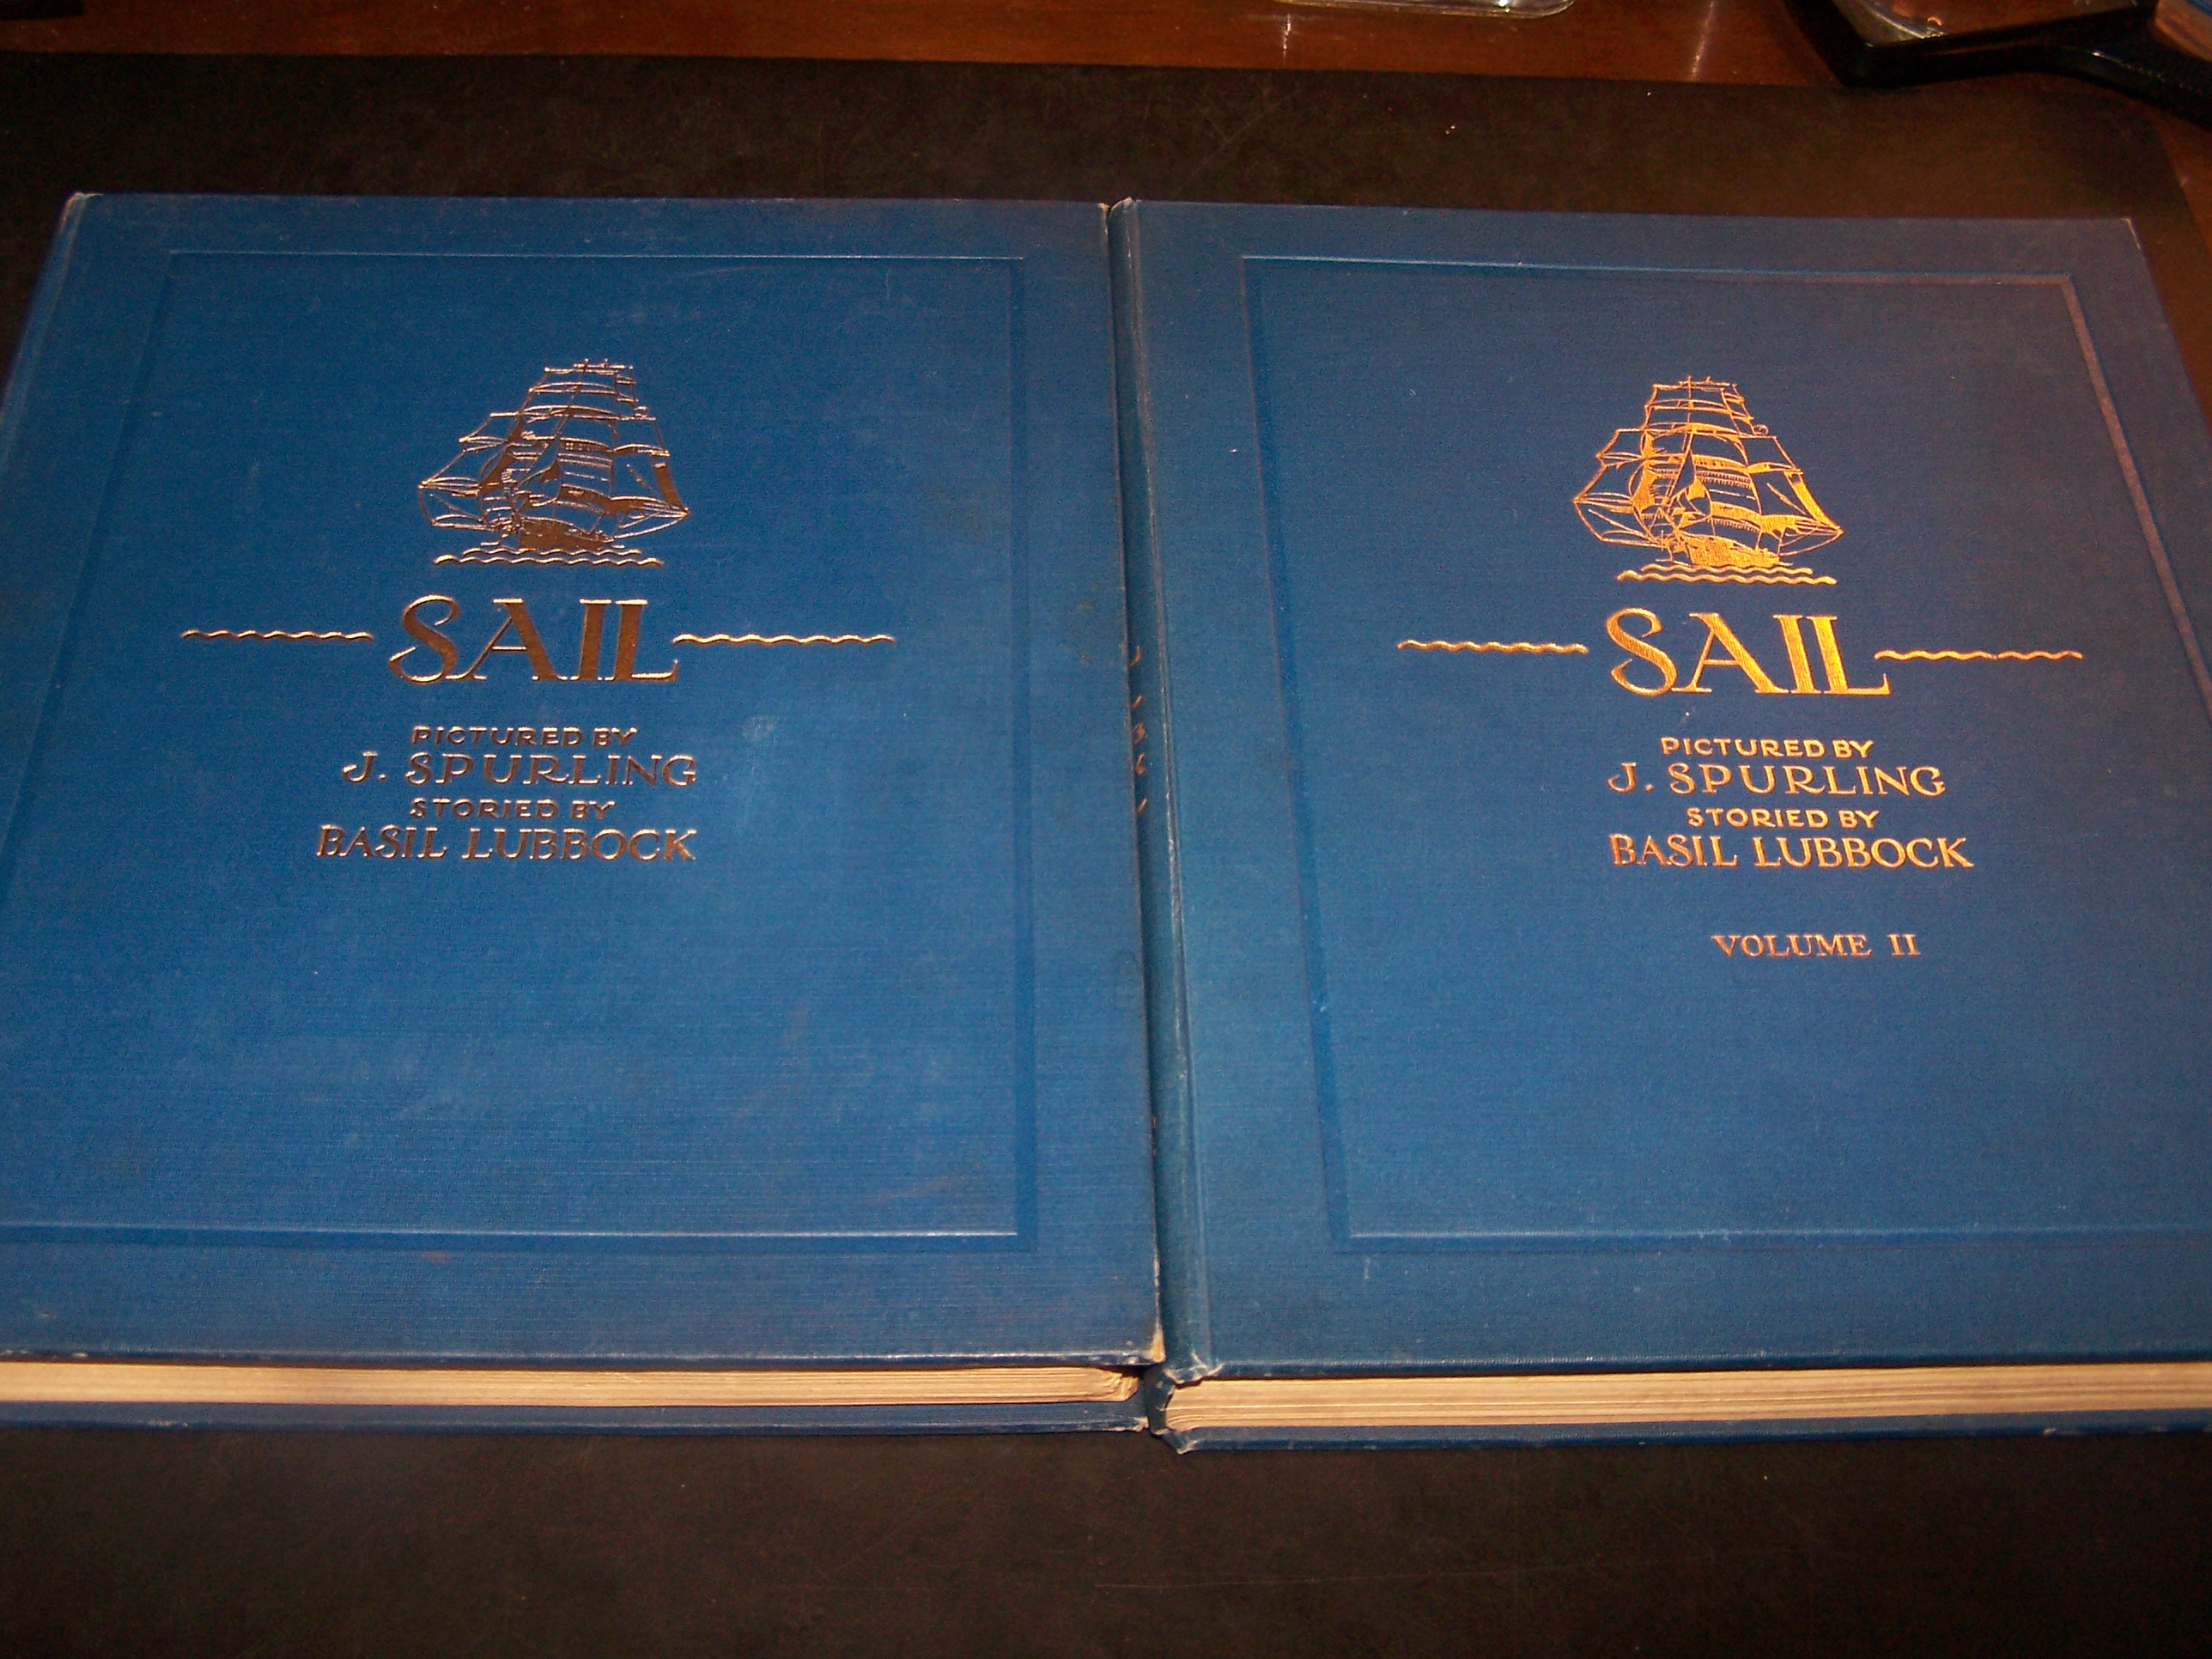 SAIL
PICTURED BY
J. SPURLING
STORIED BY
BASIL LUBBOCK
SAIL
PICTURED BY
J. SPURLING
STORIED BY
BASIL LUBBOCK
VOLUME II